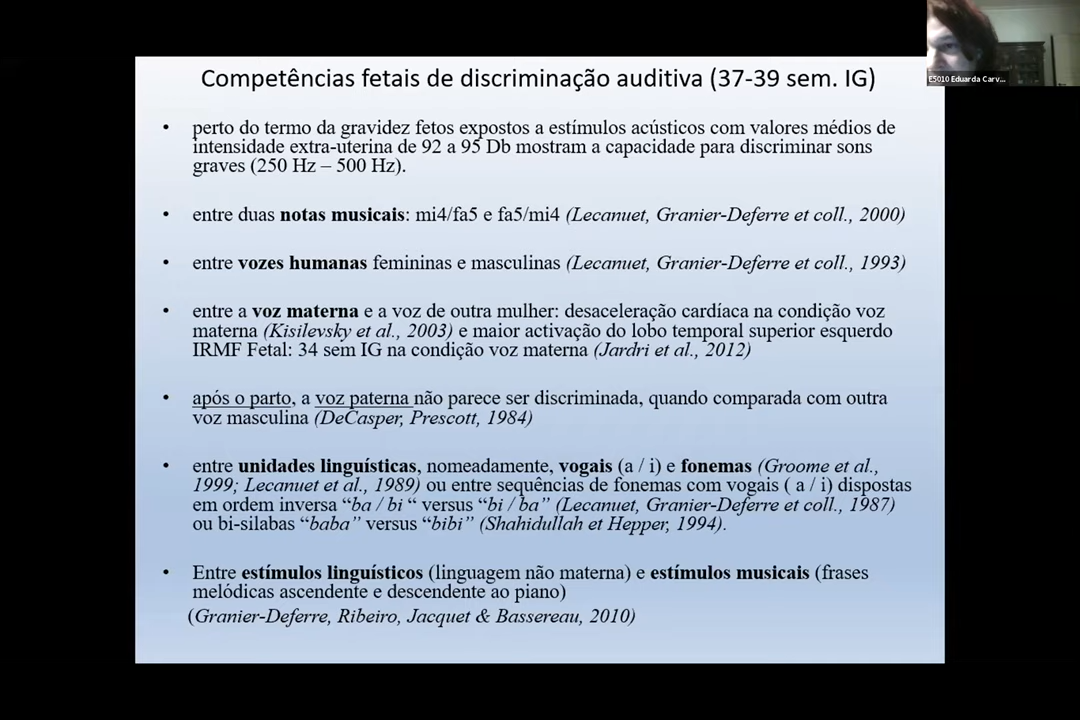 Competências fetais de discriminação auditiva (37-39 sem. IG)
E5010 Eduarda Carv...
• perto do termo da gravidez fetos expostos a estímulos acústicos com valores médios de
intensidade extra-uterina de 92 a 95 Db mostram a capacidade para discriminar sons
graves (250 Hz – 500 Hz).
• entre duas notas musicais: mi4/fa5 e fa5/mi4 (Lecanuet, Granier-Deferre et coll., 2000)
• entre vozes humanas femininas e masculinas (Lecanuet, Granier-Deferre et coll., 1993)
• entre a voz materna e a voz de outra mulher: desaceleração cardíaca na condição voz
materna (Kisilevsky et al., 2003) e maior activação do lobo temporal superior esquerdo
IRMF Fetal: 34 sem IG na condição voz materna (Jardri et al., 2012)
• após o parto, a voz paterna não parece ser discriminada, quando comparada com outra
voz masculina (DeCasper, Prescott, 1984)
• entre unidades linguísticas, nomeadamente, vogais (a / i) e fonemas (Groome et al.,
1999; Lecanuet et al., 1989) ou entre sequências de fonemas com vogais ( a / i) dispostas
em ordem inversa “ba / bi “ versus “bi / ba” (Lecanuet, Granier-Deferre et coll., 1987)
ou bi-silabas “baba” versus “bibi” (Shahidullah et Hepper, 1994).
• Entre estímulos linguísticos (linguagem não materna) e estímulos musicais (frases
melódicas ascendente e descendente ao piano)
(Granier-Deferre, Ribeiro, Jacquet & Bassereau, 2010)